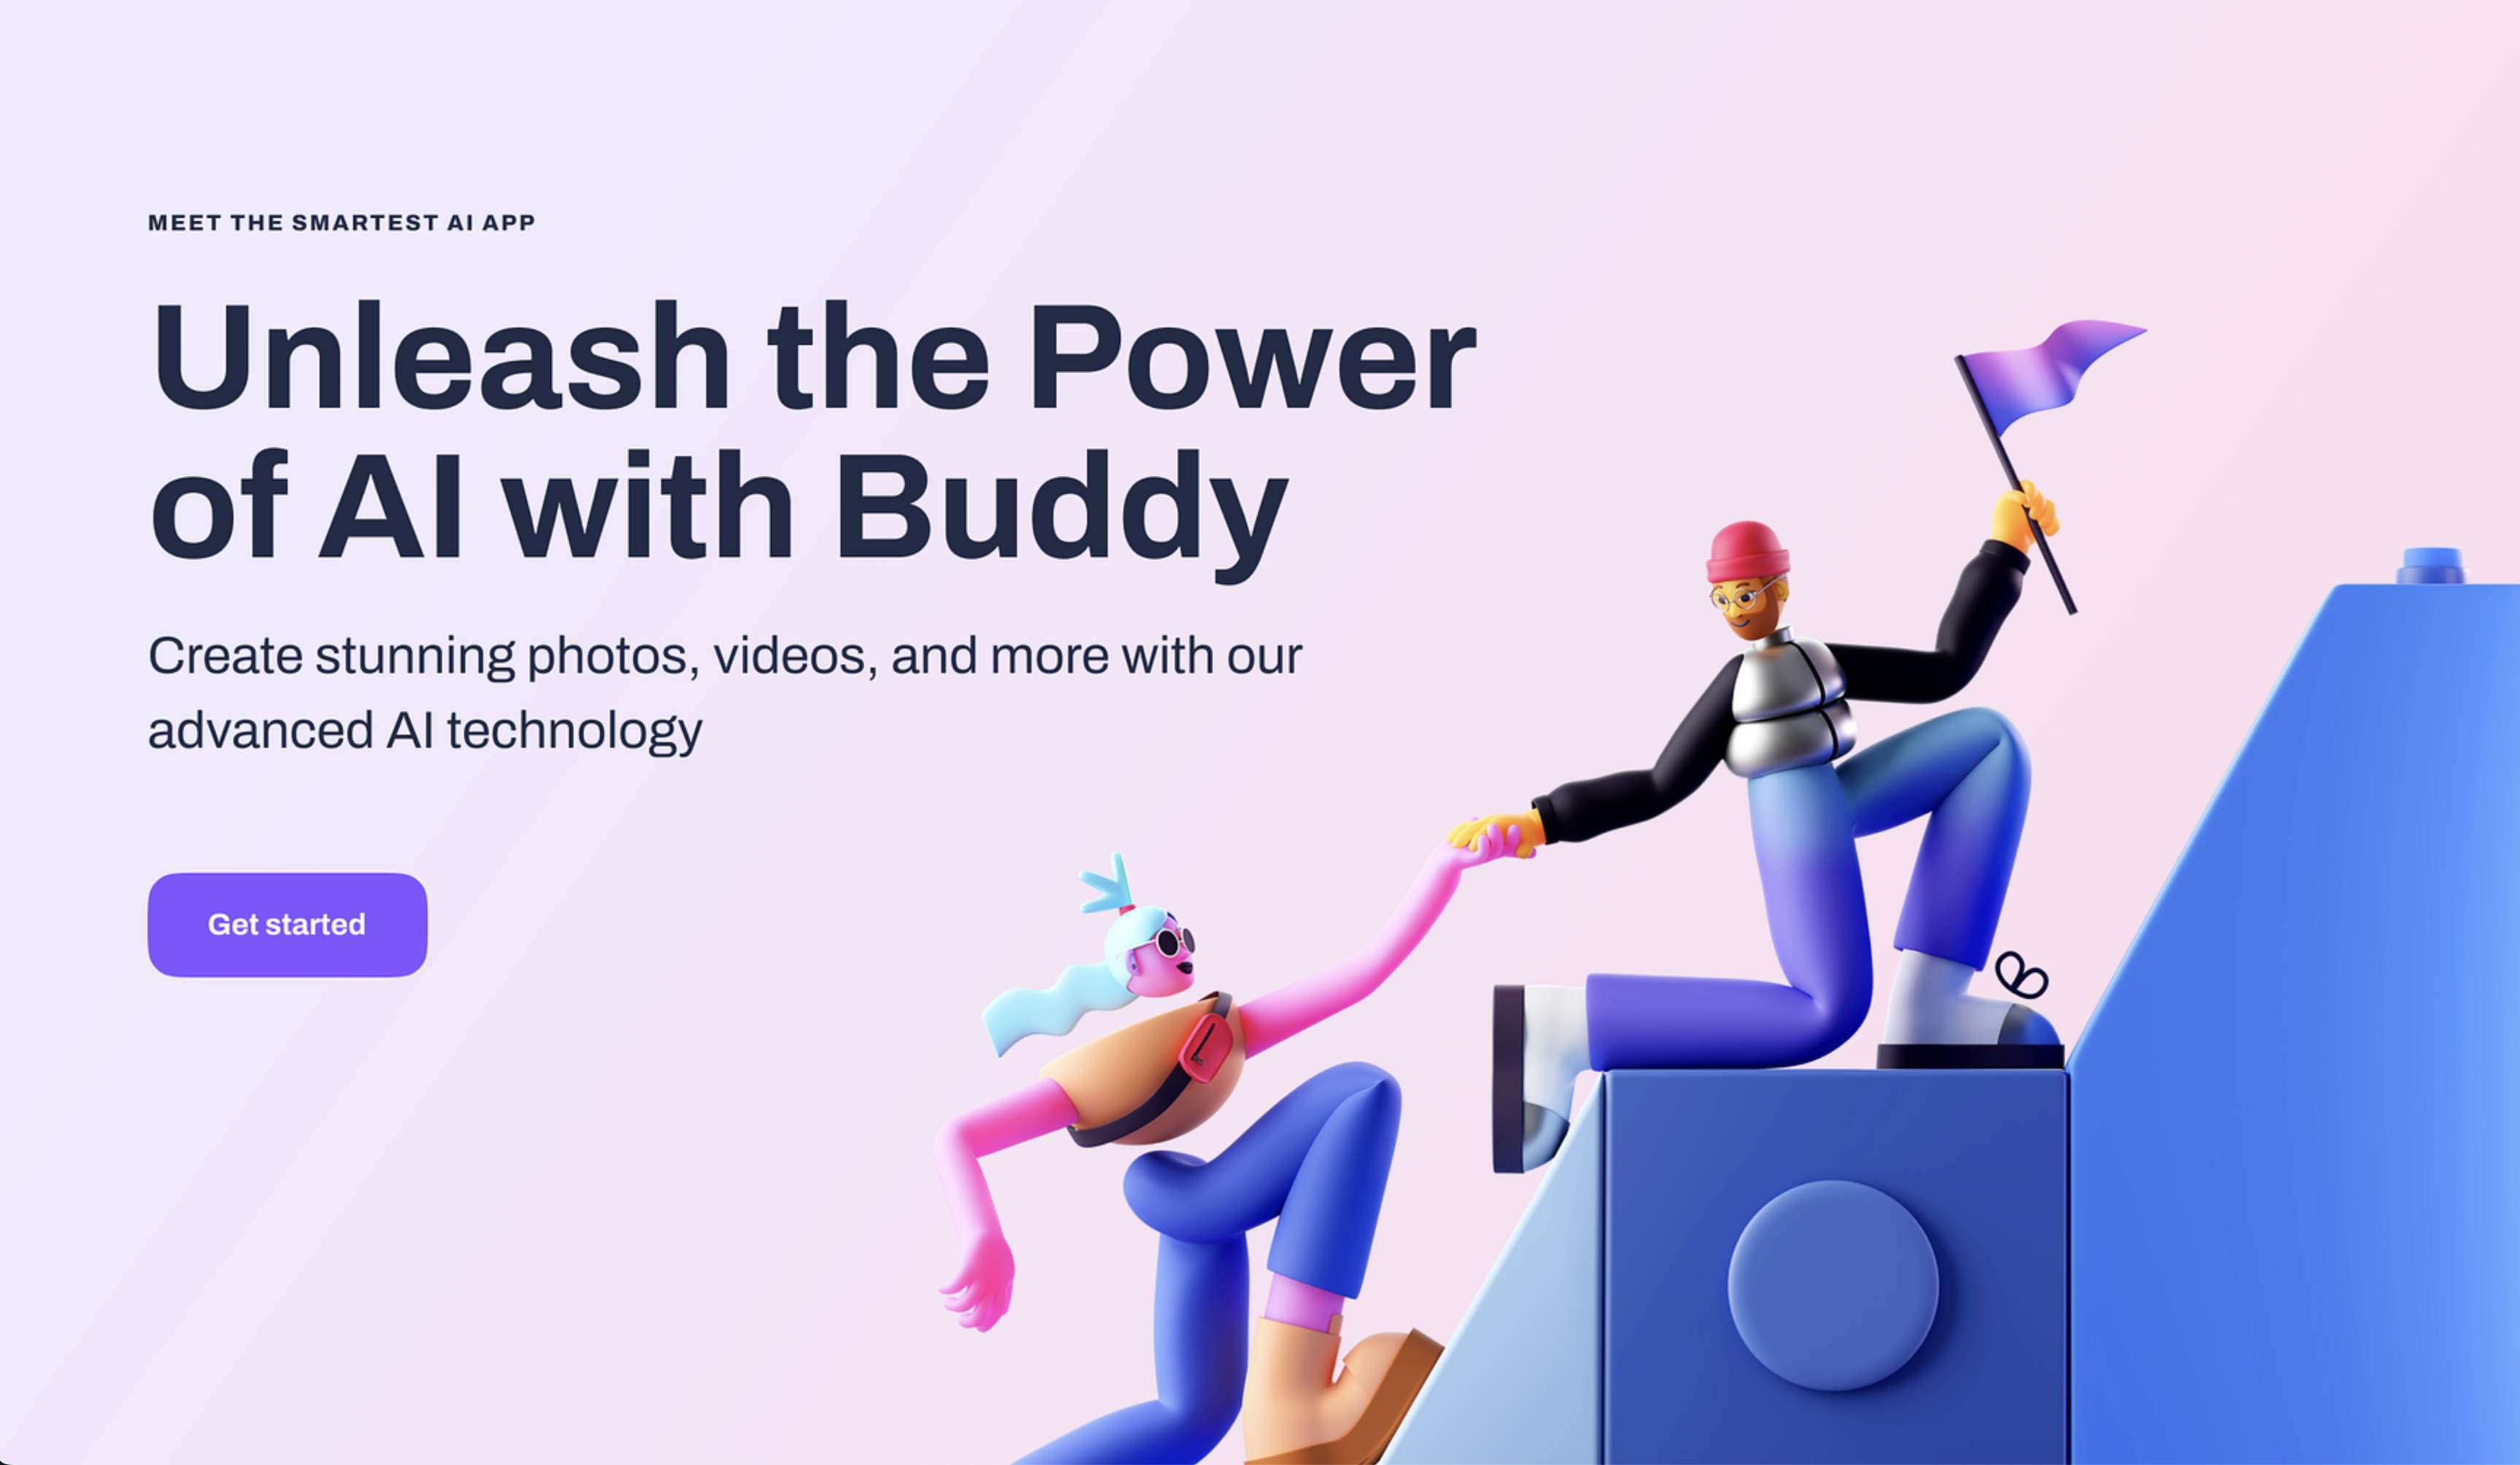 MEET THE SMARTEST AI APP
Unleash the Power
of AI with Buddy
Create stunning photos, videos, and more with our
advanced AI technology
Get started